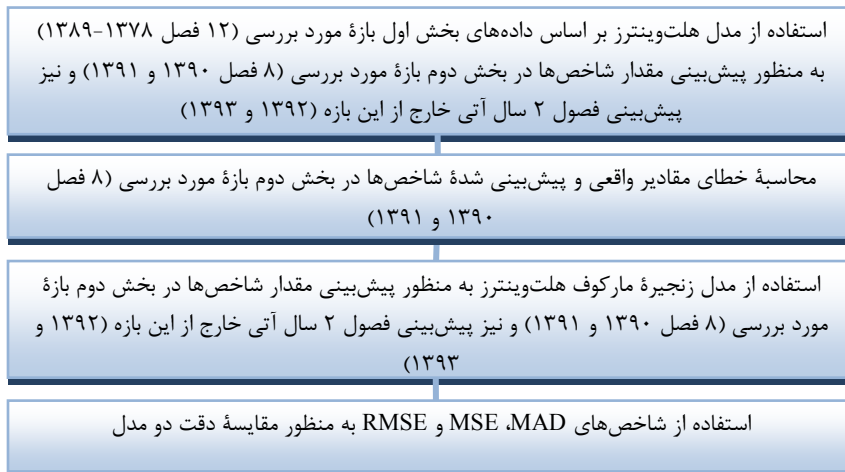 استفاده از مدل هلت‌وینترز بر اساس داده‌های بخش اول بازهٔ مورد بررسی (۱۲ فصل ۱۳۷۸-۱۳۸۹)
به منظور پیش‌بینی مقدار شاخص‌ها در بخش دوم بازهٔ مورد بررسی (۸ فصل ۱۳۹۰ و ۱۳۹۱) و نیز
پیش‌بینی فصول ۲ سال آتی خارج از این بازه (۱۳۹۲ و ۱۳۹۳)
محاسبهٔ خطای مقادیر واقعی و پیش‌بینی شدهٔ شاخص‌ها در بخش دوم بازهٔ مورد بررسی (۸ فصل
۱۳۹۰ و ۱۳۹۱)
استفاده از مدل زنجیرهٔ مارکوف هلت‌وینترز به منظور پیش‌بینی مقدار شاخص‌ها در بخش دوم بازهٔ
مورد بررسی (۸ فصل ۱۳۹۰ و ۱۳۹۱) و نیز پیش‌بینی فصول ۲ سال آتی خارج از این بازه (۱۳۹۲ و
۱۳۹۳)
استفاده از شاخص‌های MSE ،MAD و RMSE به منظور مقایسهٔ دقت دو مدل